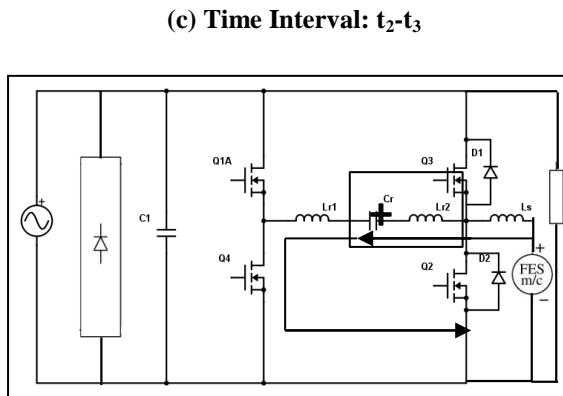 (c) Time Interval: t₂-t₃
Q1A
Q3
D1
Lr1
Cr
Lr2
Ls
C1
Q4
Q2
D2
FES
m/c